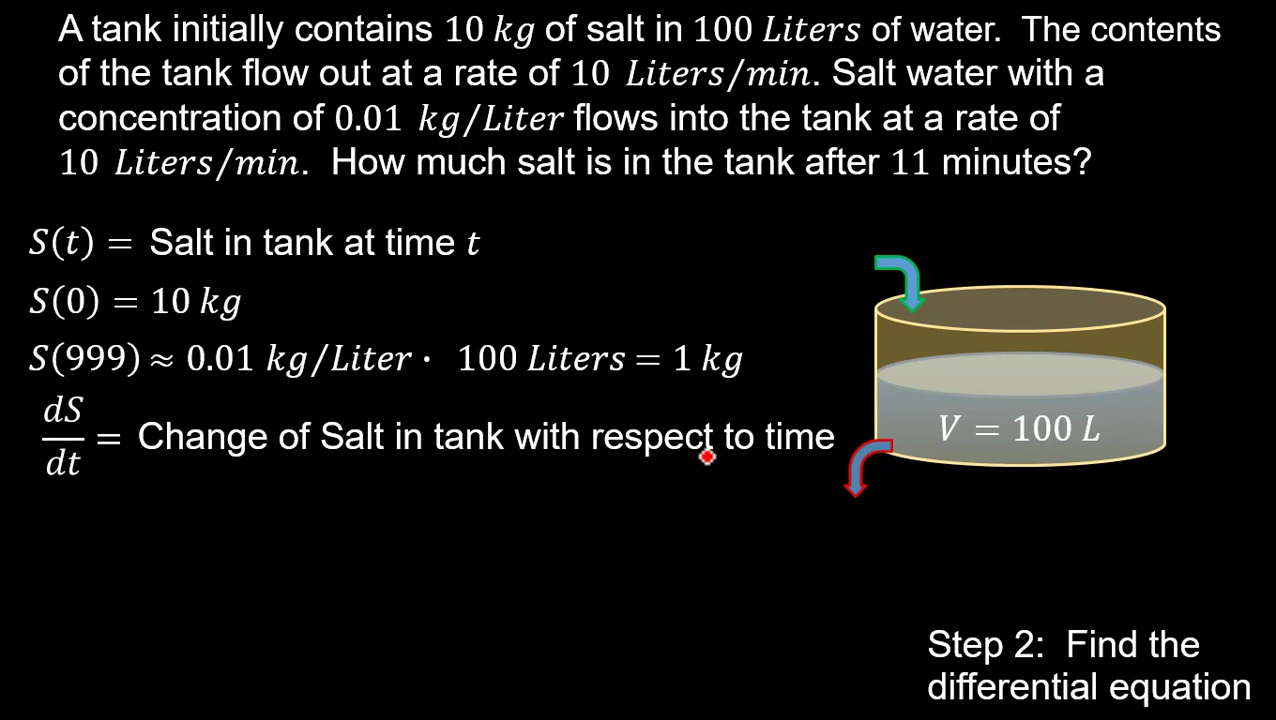 A tank initially contains 10 kg of salt in 100 Liters of water. The contents
of the tank flow out at a rate of 10 Liters/min. Salt water with a
concentration of 0.01 kg/Liter flows into the tank at a rate of
10 Liters/min. How much salt is in the tank after 11 minutes?
S(t) = Salt in tank at time t
S(0) = 10 kg
S(999) ≈ 0.01 kg/Liter · 100 Liters = 1 kg
dS/dt = Change of Salt in tank with respect to time
V = 100 L
Step 2: Find the
differential equation